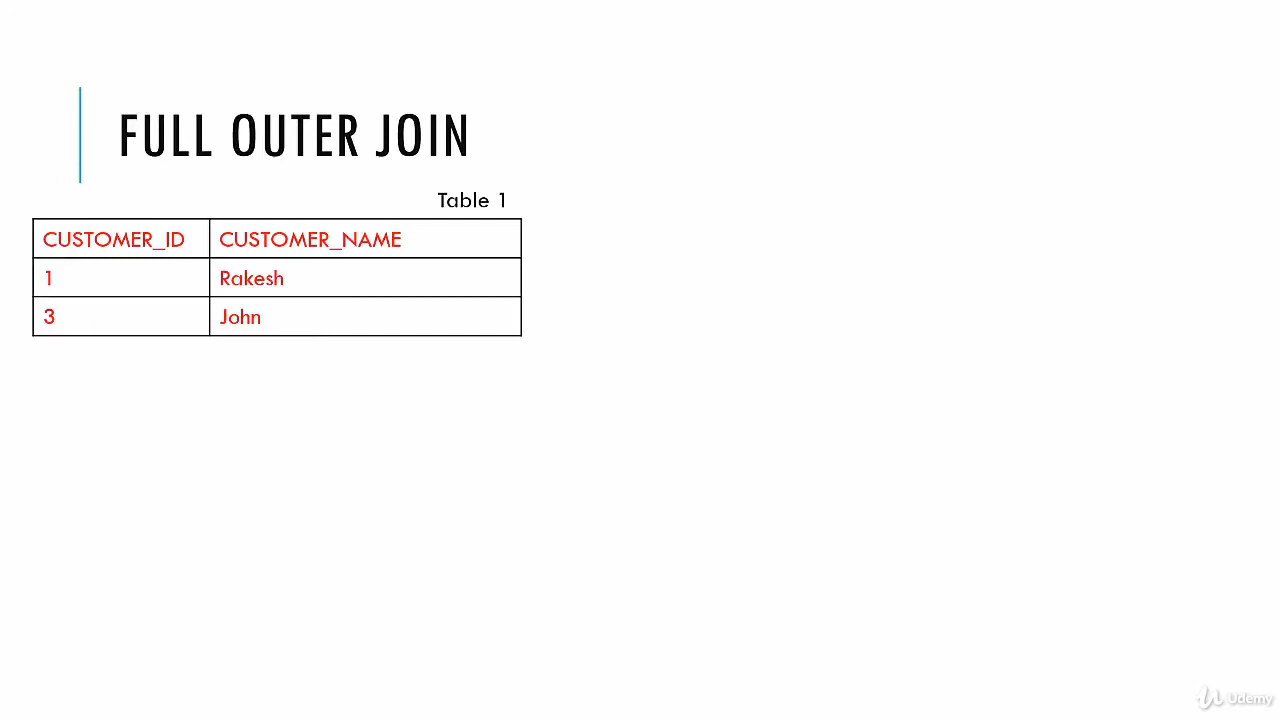 FULL OUTER JOIN
Table 1
CUSTOMER_ID CUSTOMER_NAME
1 Rakesh
3 John
Udemy